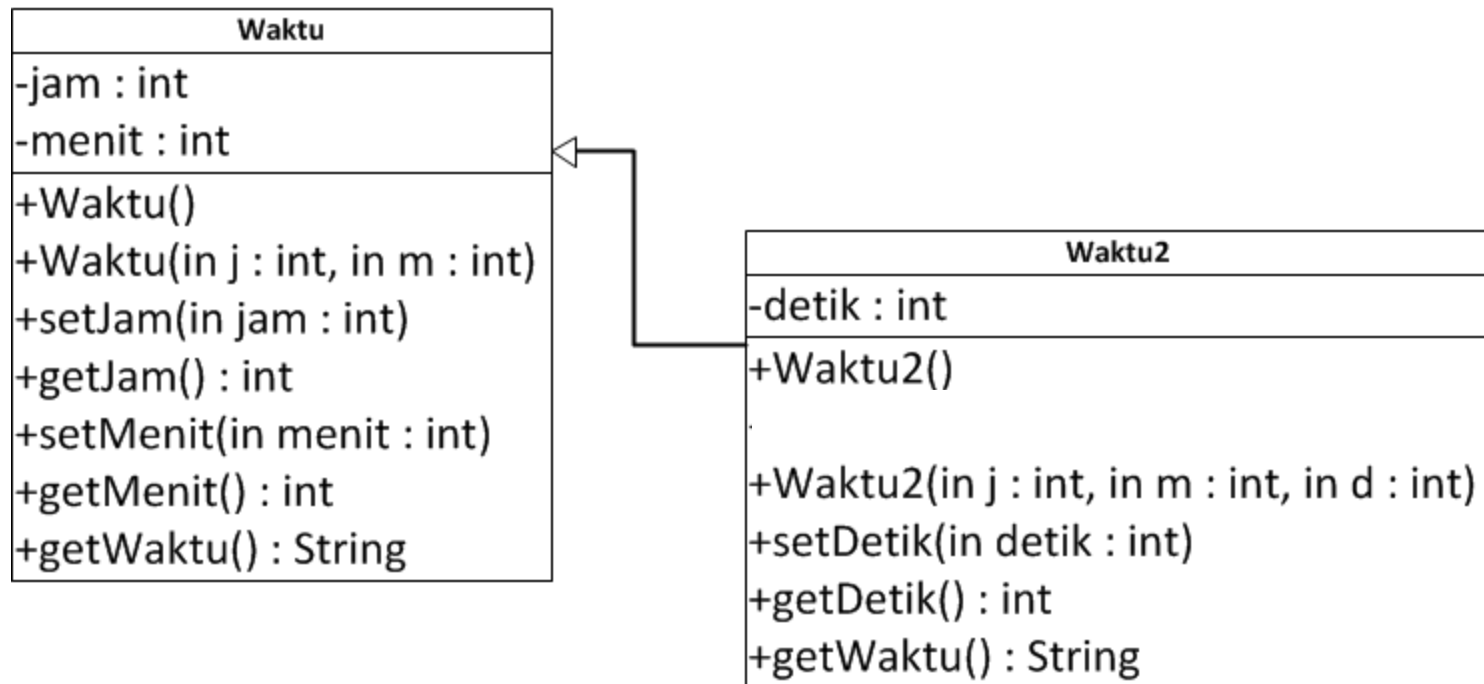 Waktu
-jam : int
-menit : int
+Waktu()
+Waktu(in j : int, in m : int)
+setJam(in jam : int)
+getJam() : int
+setMenit(in menit : int)
+getMenit() : int
+getWaktu() : String
Waktu2
-detik : int
+Waktu2()
+Waktu2(in j : int, in m : int, in d : int)
+setDetik(in detik : int)
+getDetik() : int
+getWaktu() : String